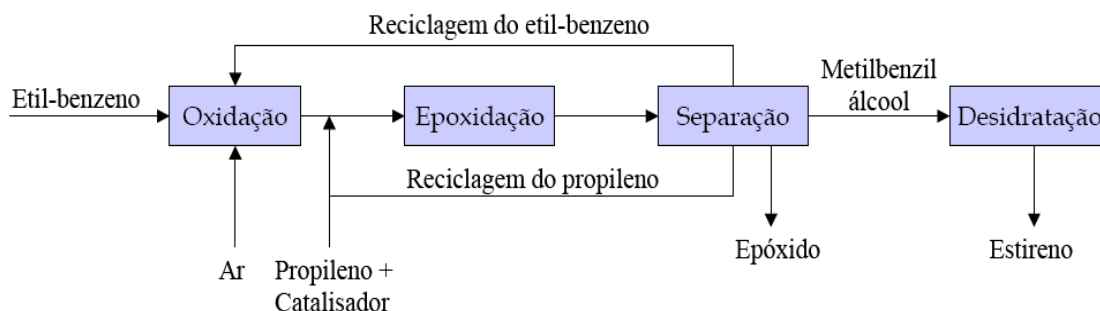 Reciclagem do etil-benzeno
Metilbenzil
álcool
Etil-benzeno
Oxidação
Epoxidação
Separação
Desidratação
Reciclagem do propileno
Ar
Propileno +
Catalisador
Epóxido
Estireno